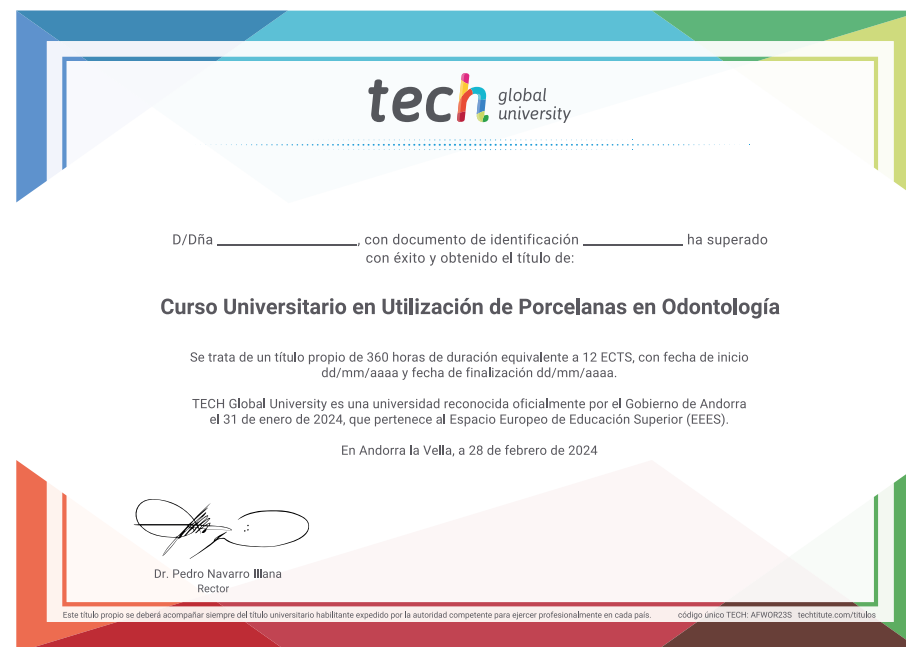 tech global university
D/Dña ____________________, con documento de identificación ______________ ha superado
con éxito y obtenido el título de:
Curso Universitario en Utilización de Porcelanas en Odontología
Se trata de un título propio de 360 horas de duración equivalente a 12 ECTS, con fecha de inicio
dd/mm/aaaa y fecha de finalización dd/mm/aaaa.
TECH Global University es una universidad reconocida oficialmente por el Gobierno de Andorra
el 31 de enero de 2024, que pertenece al Espacio Europeo de Educación Superior (EEES).
En Andorra la Vella, a 28 de febrero de 2024
Dr. Pedro Navarro Illana
Rector
Este título propio se deberá acompañar siempre del título universitario habilitante expedido por la autoridad competente para ejercer profesionalmente en cada país. código único TECH: AFWOR23S techtitute.com/titulos